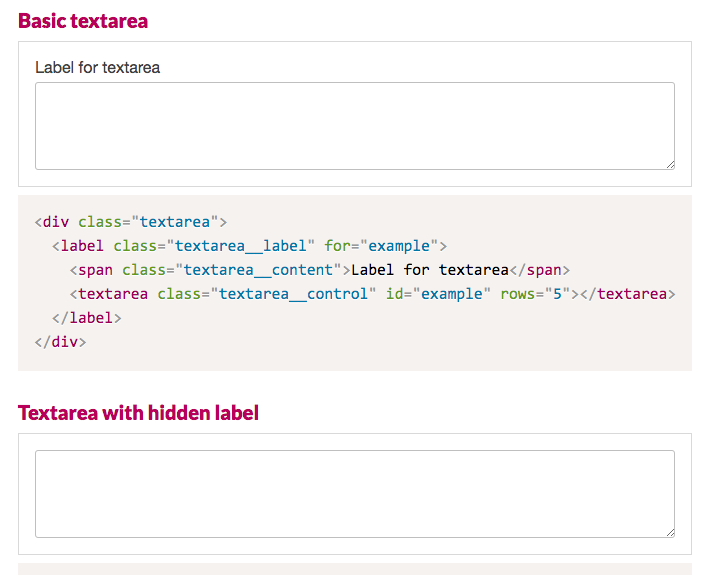 Basic textarea
Label for textarea
<div class="textarea">
  <label class="textarea__label" for="example">
    <span class="textarea__content">Label for textarea</span>
    <textarea class="textarea__control" id="example" rows="5"></textarea>
  </label>
</div>
Textarea with hidden label